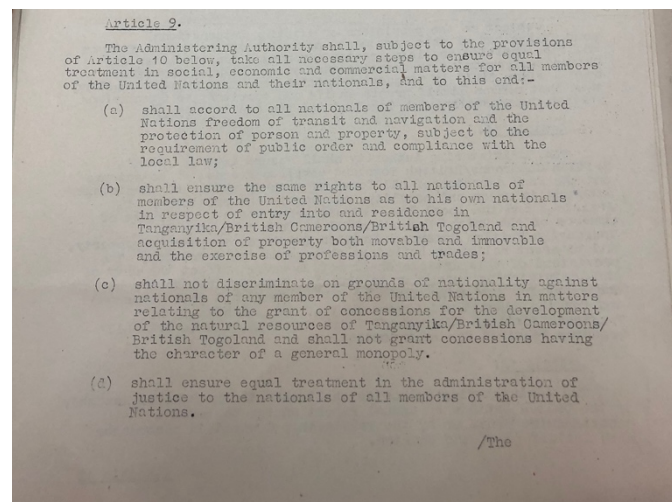 Article 9.
The Administering Authority shall, subject to the provisions
of Article 10 below, take all necessary steps to ensure equal
treatment in social, economic and commercial matters for all members
of the United Nations and their nationals, and to this end:-
(a) shall accord to all nationals of members of the United
Nations freedom of transit and navigation and the
protection of person and property, subject to the
requirement of public order and compliance with the
local law;
(b) shall ensure the same rights to all nationals of
members of the United Nations as to his own nationals
in respect of entry into and residence in
Tanganyika/British Cameroons/British Togoland and
acquisition of property both movable and immovable
and the exercise of professions and trades;
(c) shall not discriminate on grounds of nationality against
nationals of any member of the United Nations in matters
relating to the grant of concessions for the development
of the natural resources of Tanganyika/British Cameroons/
British Togoland and shall not grant concessions having
the character of a general monopoly.
(d) shall ensure equal treatment in the administration of
justice to the nationals of all members of the United
Nations.
/The